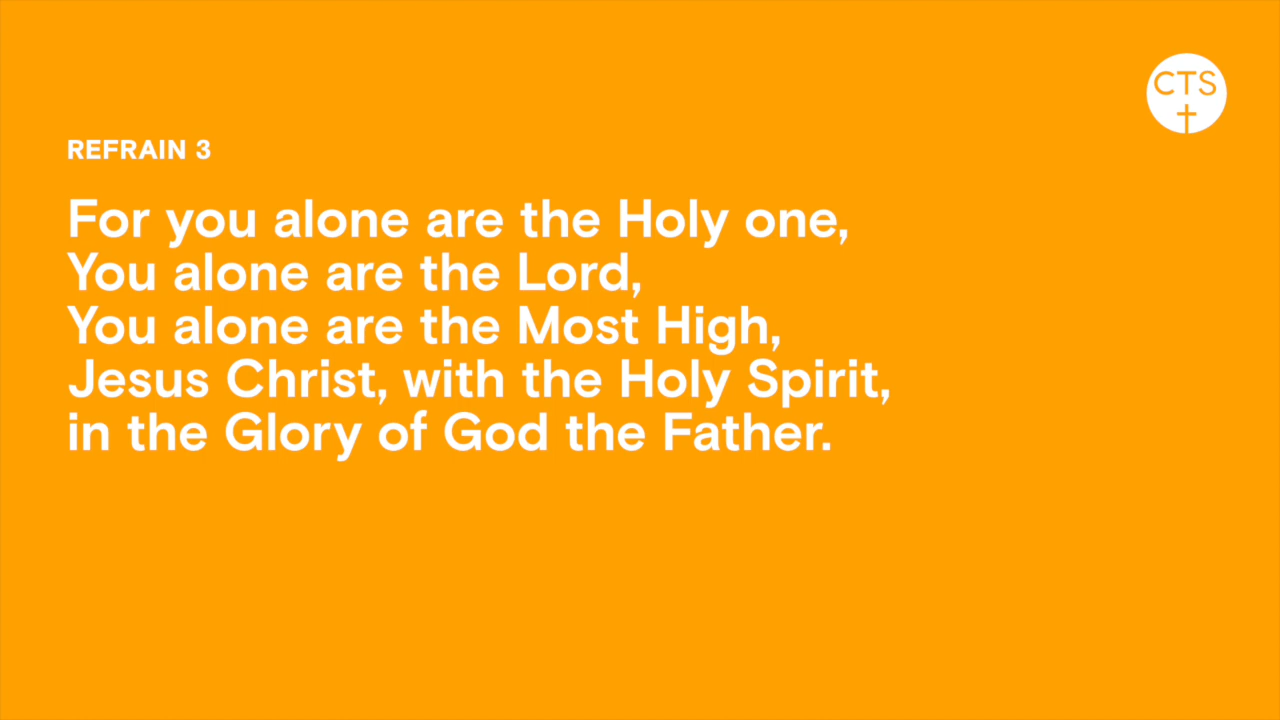 CTS
REFRAIN 3
For you alone are the Holy one,
You alone are the Lord,
You alone are the Most High,
Jesus Christ, with the Holy Spirit,
in the Glory of God the Father.